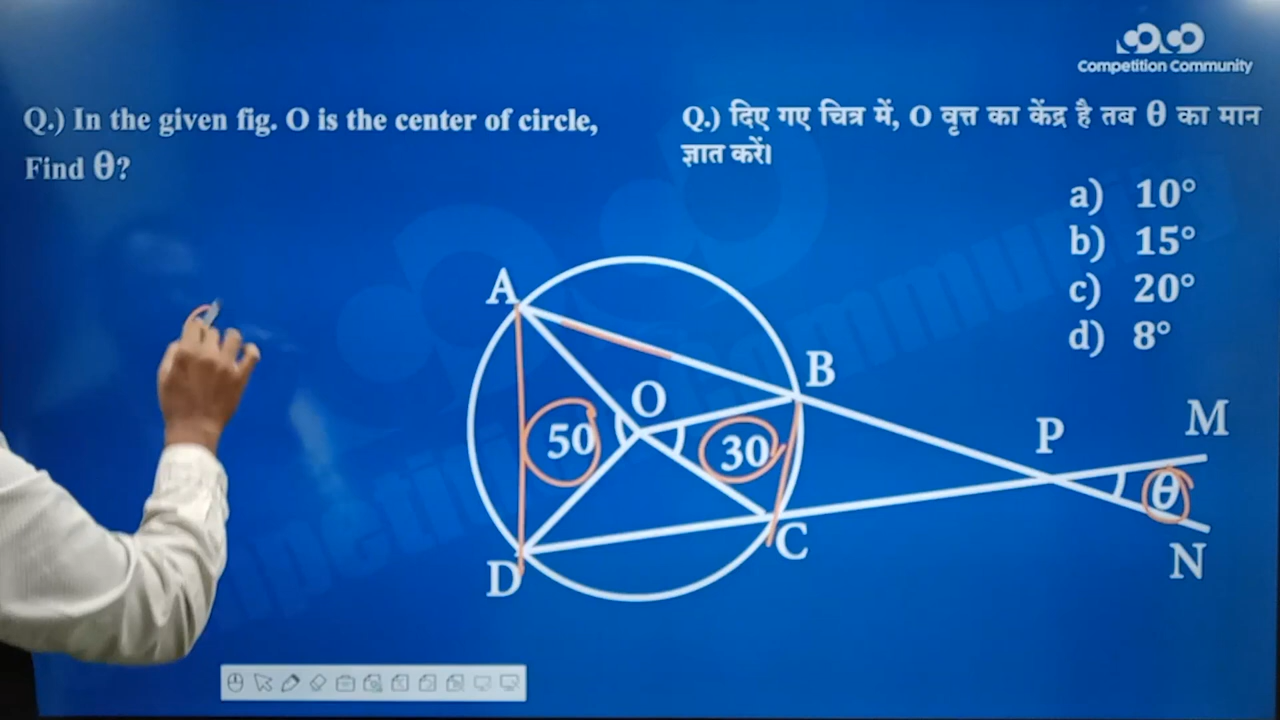 Competition Community
Q.) In the given fig. O is the center of circle,
Find θ?
Q.) दिए गए चित्र में, O वृत्त का केंद्र है तब θ का मान
ज्ञात करें।
a) 10°
b) 15°
c) 20°
d) 8°
A
B
O
50
30
P
M
θ
C
D
N